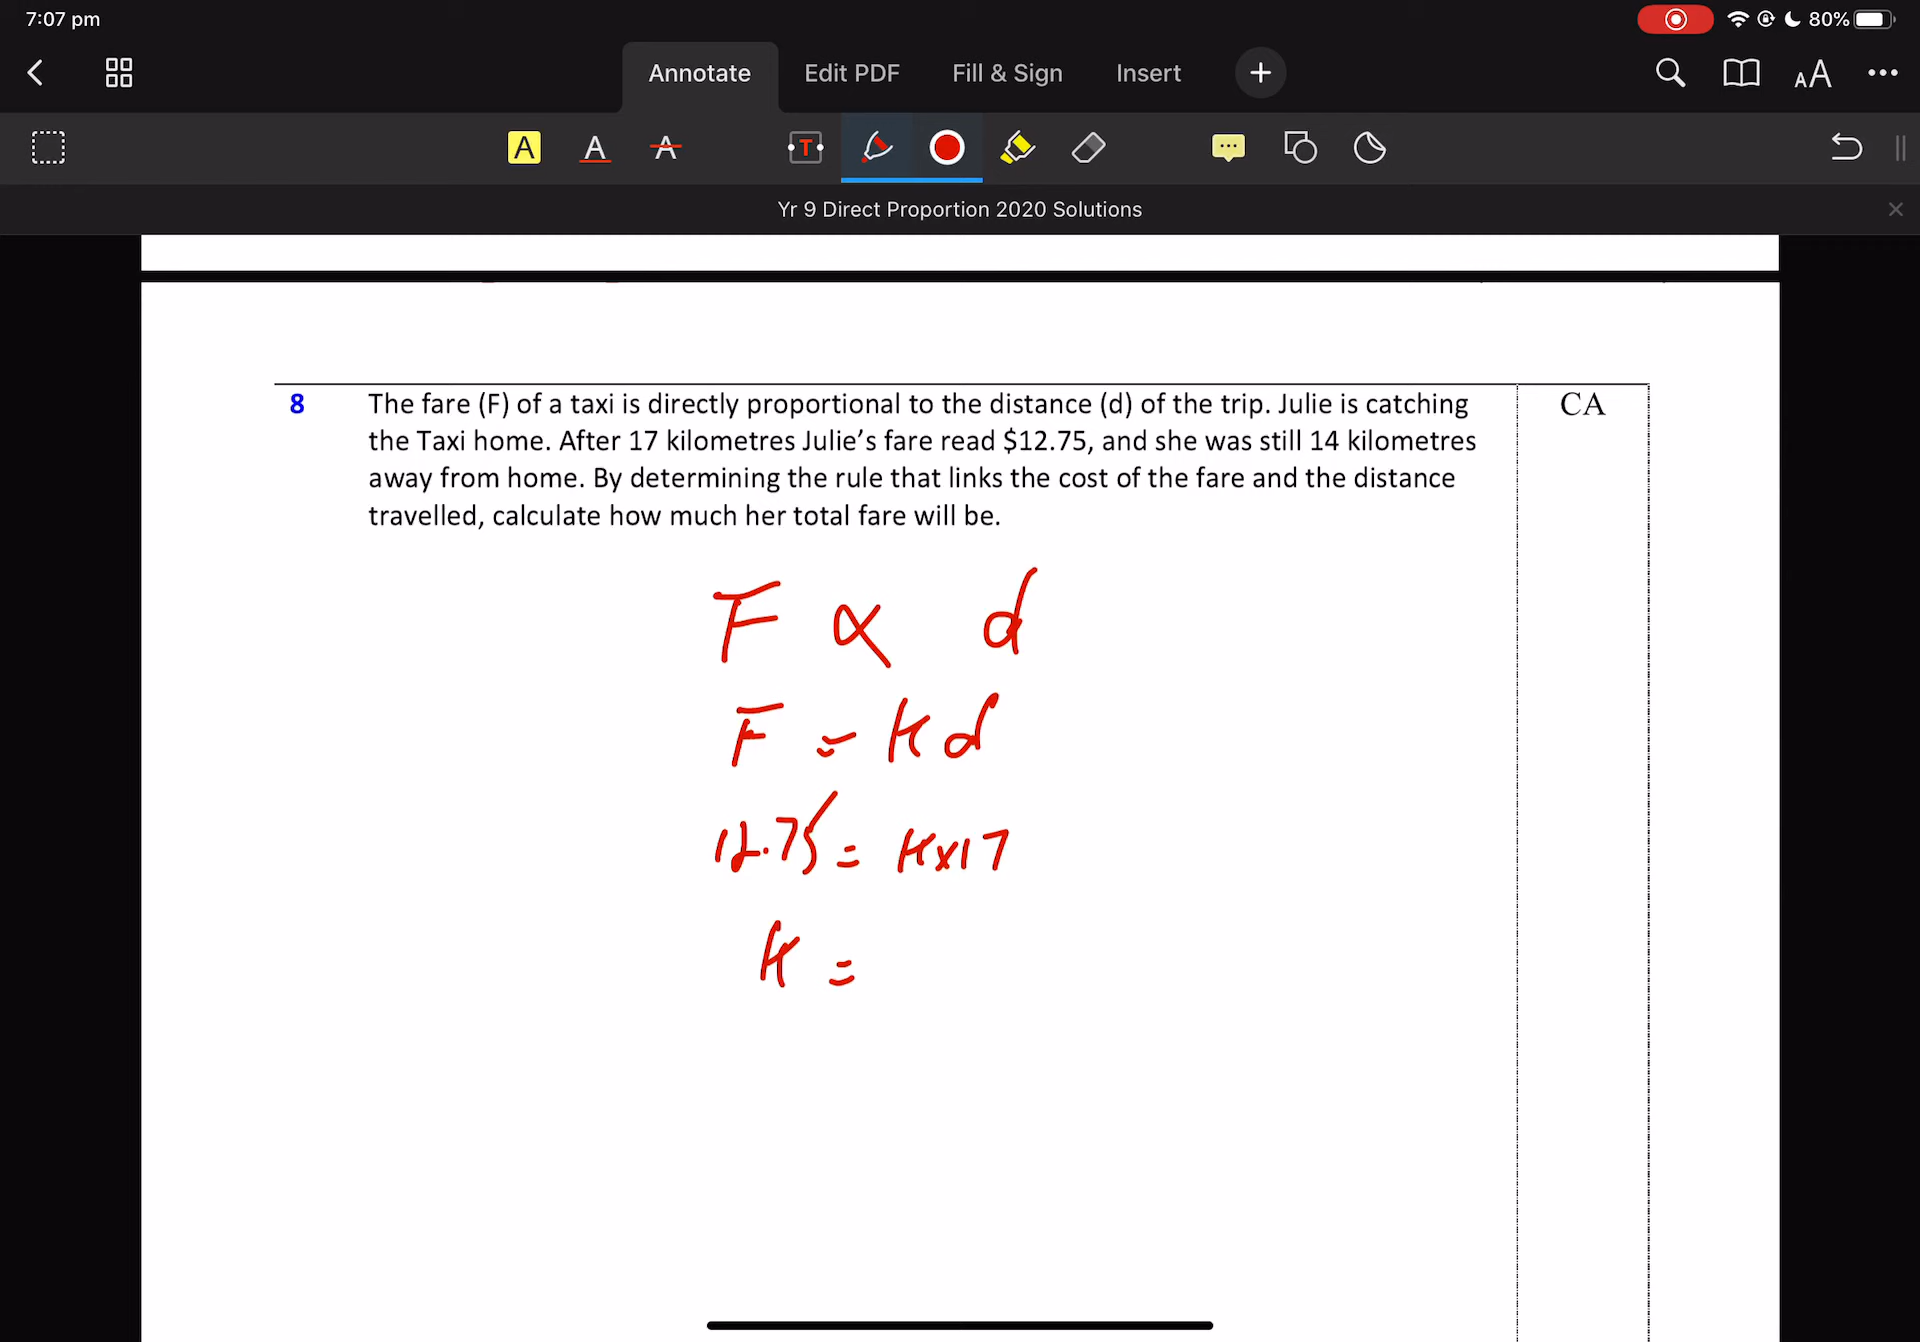 7:07 pm
80%
Annotate
Edit PDF
Fill & Sign
Insert
AA
A
A
A
T
Yr 9 Direct Proportion 2020 Solutions
8
The fare (F) of a taxi is directly proportional to the distance (d) of the trip. Julie is catching
the Taxi home. After 17 kilometres Julie’s fare read $12.75, and she was still 14 kilometres
away from home. By determining the rule that links the cost of the fare and the distance
travelled, calculate how much her total fare will be.
CA
F ∝ d
F = kd
12.75 = k×17
k =